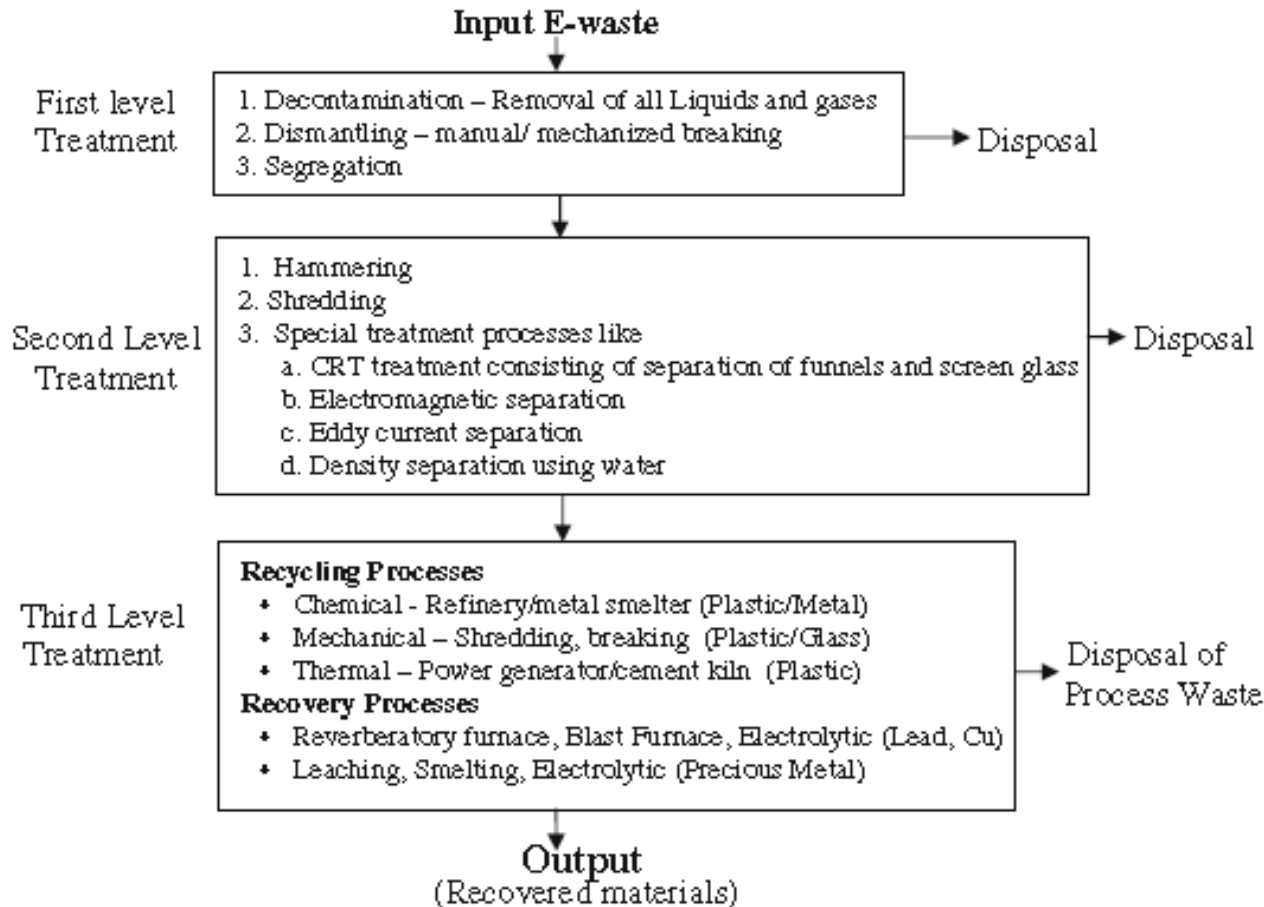 Input E-waste
First level
Treatment
1. Decontamination – Removal of all Liquids and gases
2. Dismantling – manual/ mechanized breaking
3. Segregation
Disposal
Second Level
Treatment
1. Hammering
2. Shredding
3. Special treatment processes like
a. CRT treatment consisting of separation of funnels and screen glass
b. Electromagnetic separation
c. Eddy current separation
d. Density separation using water
Disposal
Third Level
Treatment
Recycling Processes
• Chemical - Refinery/metal smelter (Plastic/Metal)
• Mechanical – Shredding, breaking (Plastic/Glass)
• Thermal – Power generator/cement kiln (Plastic)
Recovery Processes
• Reverberatory furnace, Blast Furnace, Electrolytic (Lead, Cu)
• Leaching, Smelting, Electrolytic (Precious Metal)
Disposal of
Process Waste
Output
(Recovered materials)